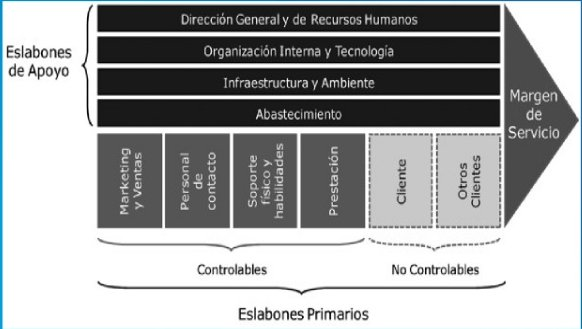 Dirección General y de Recursos Humanos
Eslabones
de Apoyo
Organización Interna y Tecnología
Infraestructura y Ambiente
Abastecimiento
Margen
de
Servicio
Marketing
y Ventas
Personal
de
contacto
Soporte
físico y
habilidades
Prestación
Cliente
Otros
Clientes
Controlables
No Controlables
Eslabones Primarios